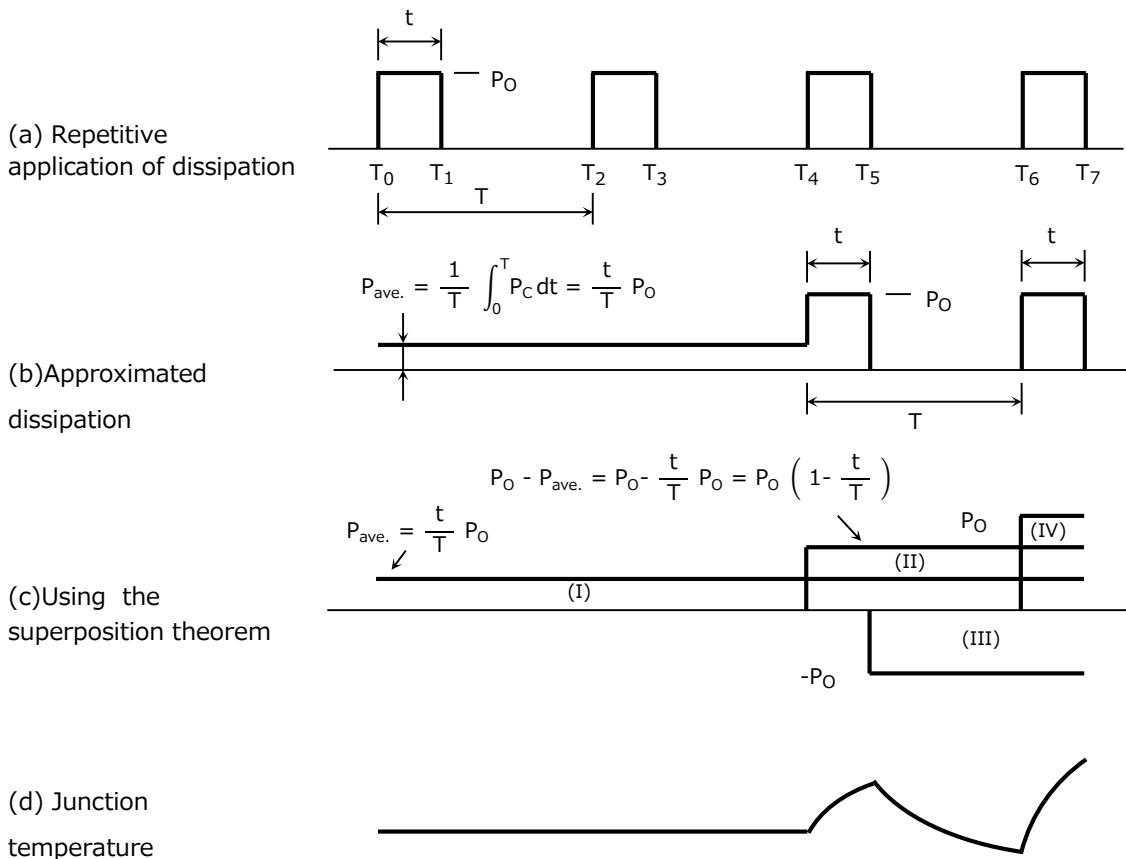 t
P_O
(a) Repetitive
application of dissipation
T_0 T_1 T_2 T_3 T_4 T_5 T_6 T_7
T
t t
P_ave. = 1/T ∫_0^T P_C dt = t/T P_O
P_O
(b)Approximated
dissipation
T
P_O - P_ave. = P_O- t/T P_O = P_O ( 1- t/T )
P_ave. = t/T P_O
P_O
(IV)
(II)
(I)
(c)Using the
superposition theorem
(III)
-P_O
(d) Junction
temperature